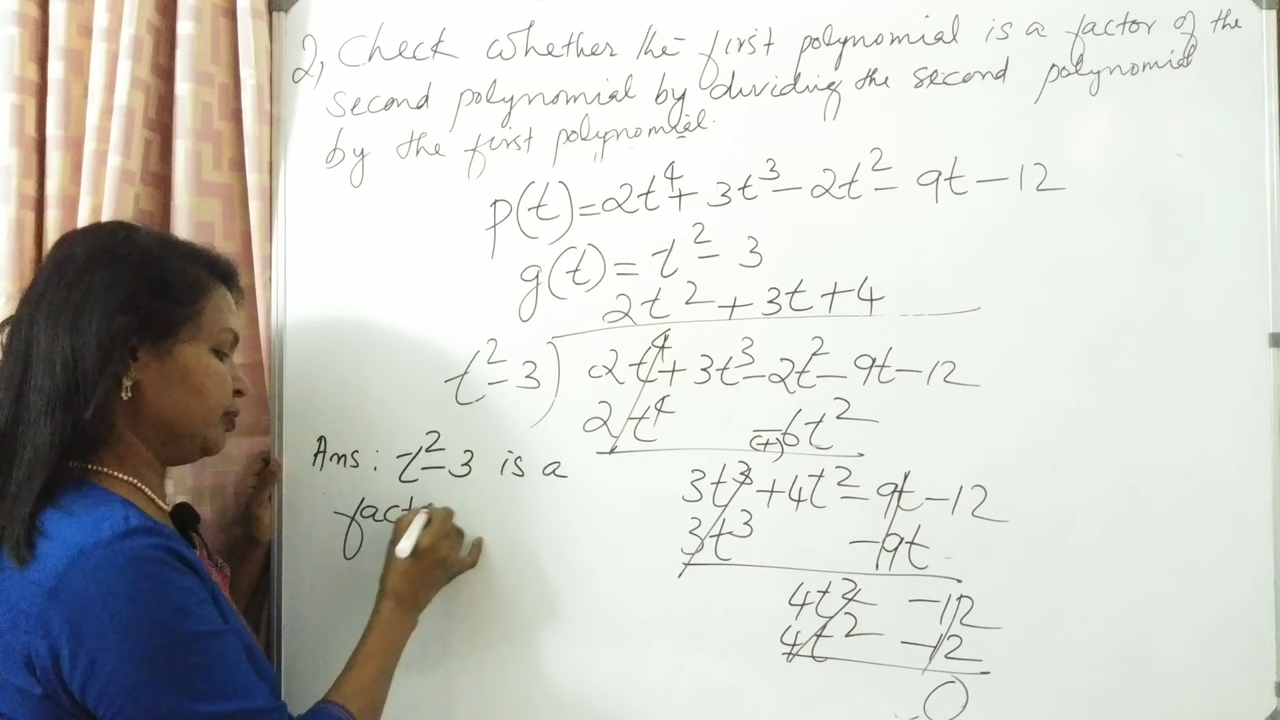 2, Check whether the first polynomial is a factor of the
second polynomial by dividing the second polynomial
by the first polynomial.
p(t)=2t⁴+3t³-2t²-9t-12
g(t)=t²-3
2t²+3t+4
t²-3) 2t⁴+3t³-2t²-9t-12
2t⁴ -6t²
(+)
3t³+4t²-9t-12
3t³ -9t
4t² -12
4t² -12
0
Ans: t²-3 is a
fact